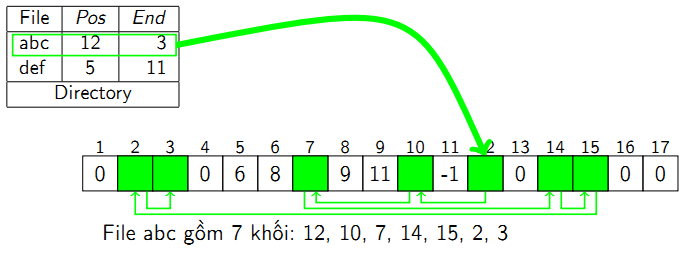 File Pos End
abc 12 3
def 5 11
Directory
1 2 3 4 5 6 7 8 9 10 11 2 13 14 15 16 17
0 0 6 8 9 11 -1 0 0 0
File abc gồm 7 khối: 12, 10, 7, 14, 15, 2, 3